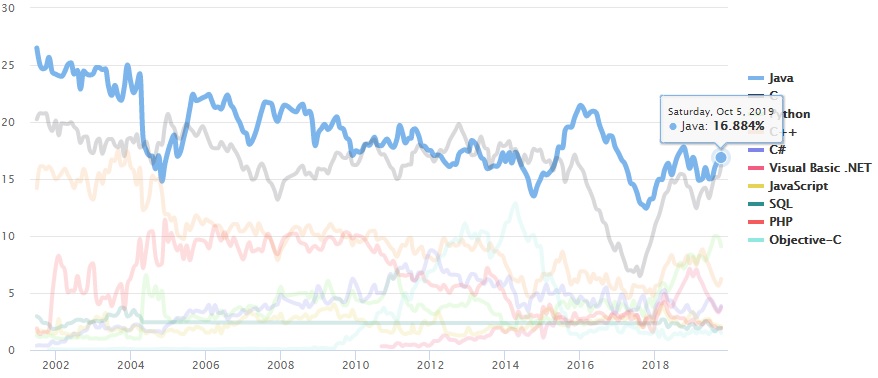 30
25
20
15
10
5
0
2002 2004 2006 2008 2010 2012 2014 2016 2018
Saturday, Oct 5, 2019
Java: 16.884%
Java
C
ython
C++
C#
Visual Basic .NET
JavaScript
SQL
PHP
Objective-C